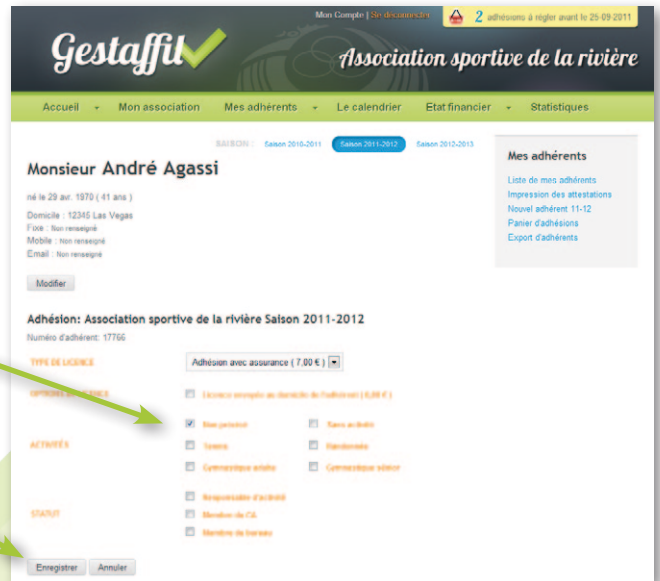 Mon Compte | Se déconnecter
2 adhésions à régler avant le 25-09-2011
Gestaffil
Association sportive de la rivière
Accueil Mon association Mes adhérents Le calendrier Etat financier Statistiques
SAISON : Saison 2010-2011 Saison 2011-2012 Saison 2012-2013
Monsieur André Agassi
né le 29 avr. 1970 ( 41 ans )
Domicile : 12345 Las Vegas
Fixe : Non renseigné
Mobile : Non renseigné
Email : Non renseigné
Modifier
Mes adhérents
Liste de mes adhérents
Impression des attestations
Nouvel adhérent 11-12
Panier d'adhésions
Export d'adhérents
Adhésion: Association sportive de la rivière Saison 2011-2012
Numéro d'adhérent: 17766
TYPE DE LICENCE Adhésion avec assurance ( 7,00 € )
OPTIONS DE LICENCE Licence envoyée au domicile de l'adhérent ( 0,88 € )
Non précisé Sans activité
ACTIVITÉS Tennis Randonnée
Gymnastique adulte Gymnastique sénior
Responsable d'activité
STATUT Membre du CA
Membre du bureau
Enregistrer Annuler